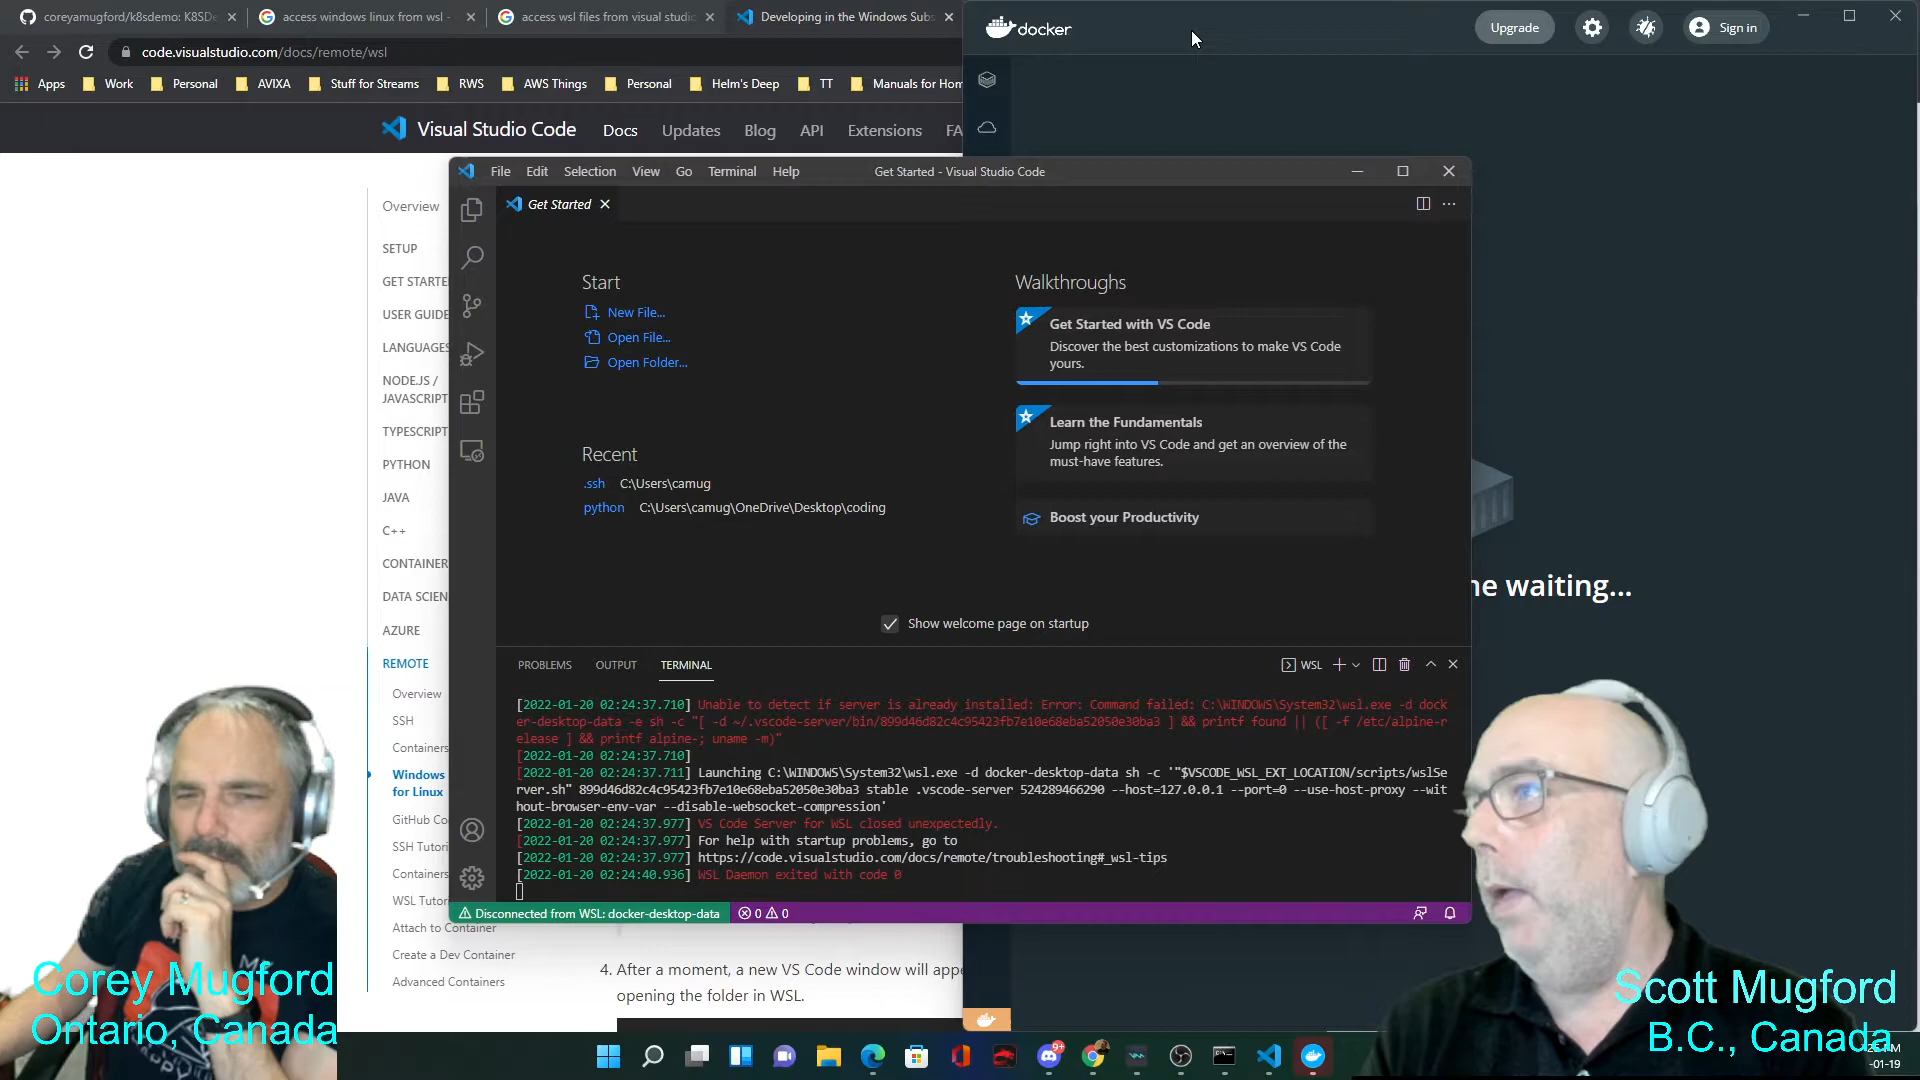 coreyamugford/k8sdemo: K8SDe
access windows linux from wsl -
access wsl files from visual studio
Developing in the Windows Subs
code.visualstudio.com/docs/remote/wsl
Apps
Work
Personal
AVIXA
Stuff for Streams
RWS
AWS Things
Personal
Helm's Deep
TT
Manuals for Hom
docker
Upgrade
Sign in
Visual Studio Code
Docs
Updates
Blog
API
Extensions
FA
Overview
SETUP
GET STARTE
USER GUIDE
LANGUAGES
NODE.JS /
JAVASCRIPT
TYPESCRIPT
PYTHON
JAVA
C++
CONTAINER
DATA SCIEN
AZURE
REMOTE
Overview
SSH
Containers
Windows
for Linux
GitHub Co
SSH Tutori
Containers
WSL Tutor
Attach to Container
Create a Dev Container
Advanced Containers
4. After a moment, a new VS Code window will appe
opening the folder in WSL.
File Edit Selection View Go Terminal Help
Get Started - Visual Studio Code
Get Started
Start
New File...
Open File...
Open Folder...
Recent
.ssh C:\Users\camug
python C:\Users\camug\OneDrive\Desktop\coding
Walkthroughs
Get Started with VS Code
Discover the best customizations to make VS Code
yours.
Learn the Fundamentals
Jump right into VS Code and get an overview of the
must-have features.
Boost your Productivity
Show welcome page on startup
PROBLEMS OUTPUT TERMINAL
WSL
[2022-01-20 02:24:37.710] Unable to detect if server is already installed: Error: Command failed: C:\WINDOWS\System32\wsl.exe -d dock
er-desktop-data -e sh -c "[ -d ~/.vscode-server/bin/899d46d82c4c95423fb7e10e68eba52050e30ba3 ] && printf found || ([ -f /etc/alpine-r
elease ] && printf alpine-; uname -m)"
[2022-01-20 02:24:37.710]
[2022-01-20 02:24:37.711] Launching C:\WINDOWS\System32\wsl.exe -d docker-desktop-data sh -c '"$VSCODE_WSL_EXT_LOCATION/scripts/wslSe
rver.sh" 899d46d82c4c95423fb7e10e68eba52050e30ba3 stable .vscode-server 524289466290 --host=127.0.0.1 --port=0 --use-host-proxy --wit
hout-browser-env-var --disable-websocket-compression'
[2022-01-20 02:24:37.977] VS Code Server for WSL closed unexpectedly.
[2022-01-20 02:24:37.977] For help with startup problems, go to
[2022-01-20 02:24:37.977] https://code.visualstudio.com/docs/remote/troubleshooting#_wsl-tips
[2022-01-20 02:24:40.936] WSL Daemon exited with code 0
Disconnected from WSL: docker-desktop-data
0 0
he waiting...
Corey Mugford
Ontario, Canada
Scott Mugford
B.C., Canada
9+
-01-19